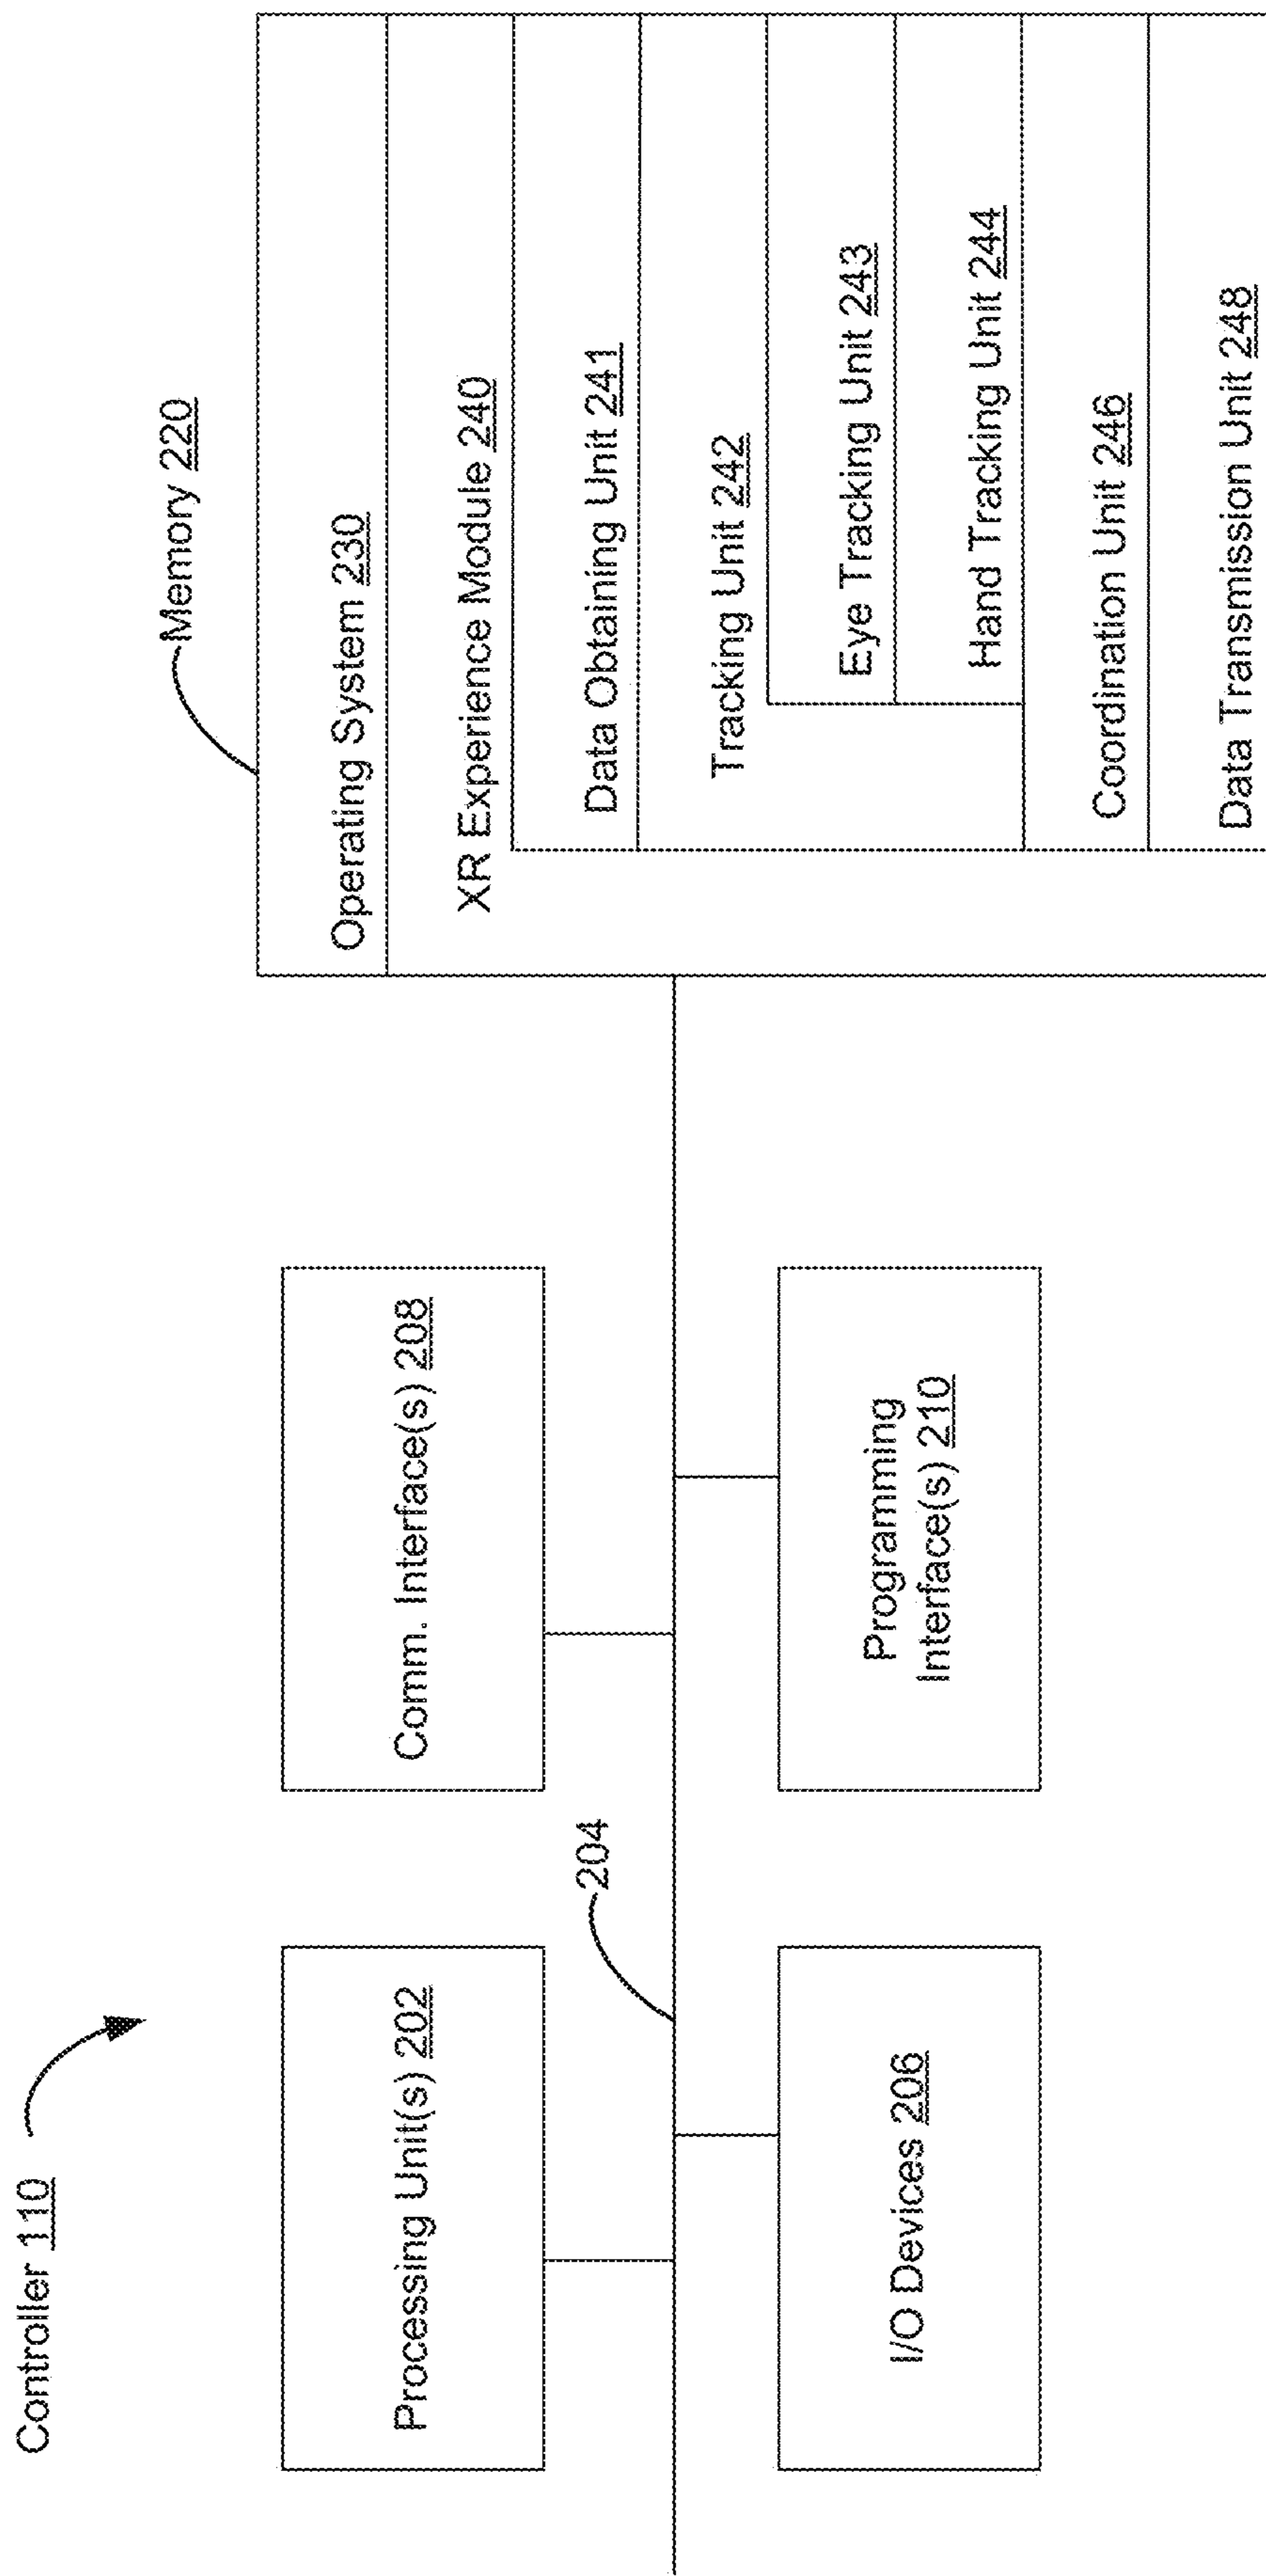 Controller 110
Processing Unit(s) 202
Comm. Interface(s) 208
204
I/O Devices 206
Programming
Interface(s) 210
Memory 220
Operating System 230
XR Experience Module 240
Data Obtaining Unit 241
Tracking Unit 242
Eye Tracking Unit 243
Hand Tracking Unit 244
Coordination Unit 246
Data Transmission Unit 248